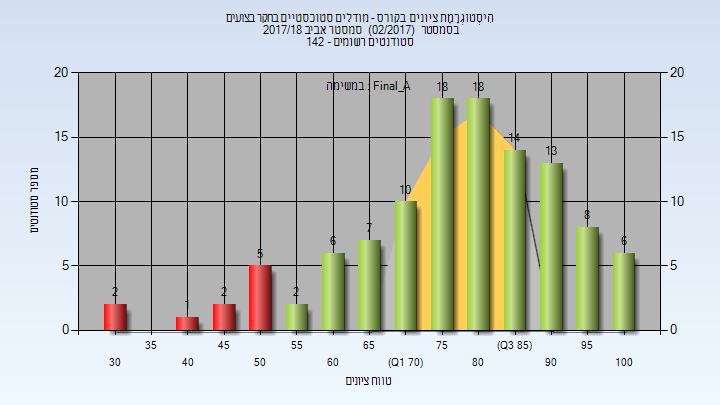 היסטוגרמת ציונים בקורס - מודלים סטוכסטיים בחקר בצועים
בסמסטר (02/2017) סמסטר אביב 2017/18
סטודנטים רשומים - 142
במשימה : Final_A
20 20
15 15
10 10
5 5
0 0
מספר סטודנטים
2 1 2 5 2 6 7 10 18 18 14 13 8 6
35 45 55 65 75 (Q3 85) 95
30 40 50 60 (Q1 70) 80 90 100
טווח ציונים